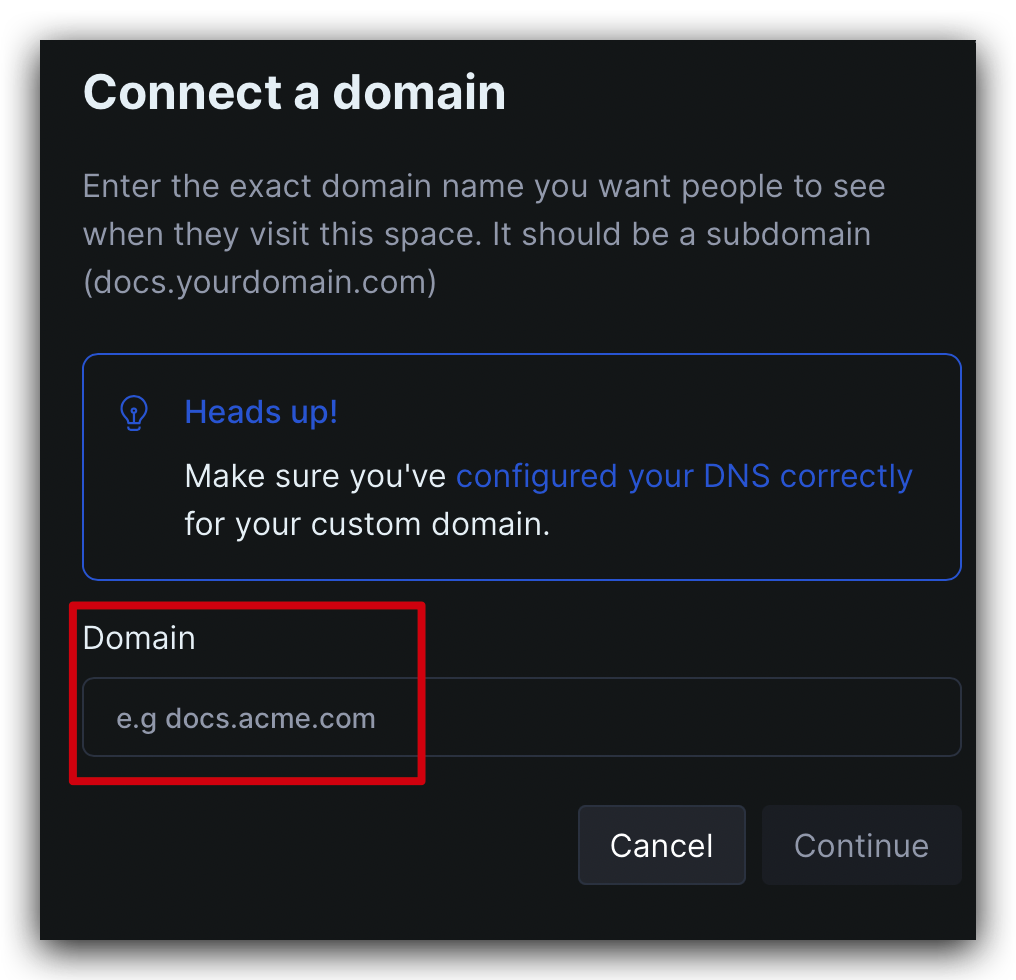 Connect a domain
Enter the exact domain name you want people to see
when they visit this space. It should be a subdomain
(docs.yourdomain.com)
Heads up!
Make sure you've configured your DNS correctly
for your custom domain.
Domain
e.g docs.acme.com
Cancel
Continue